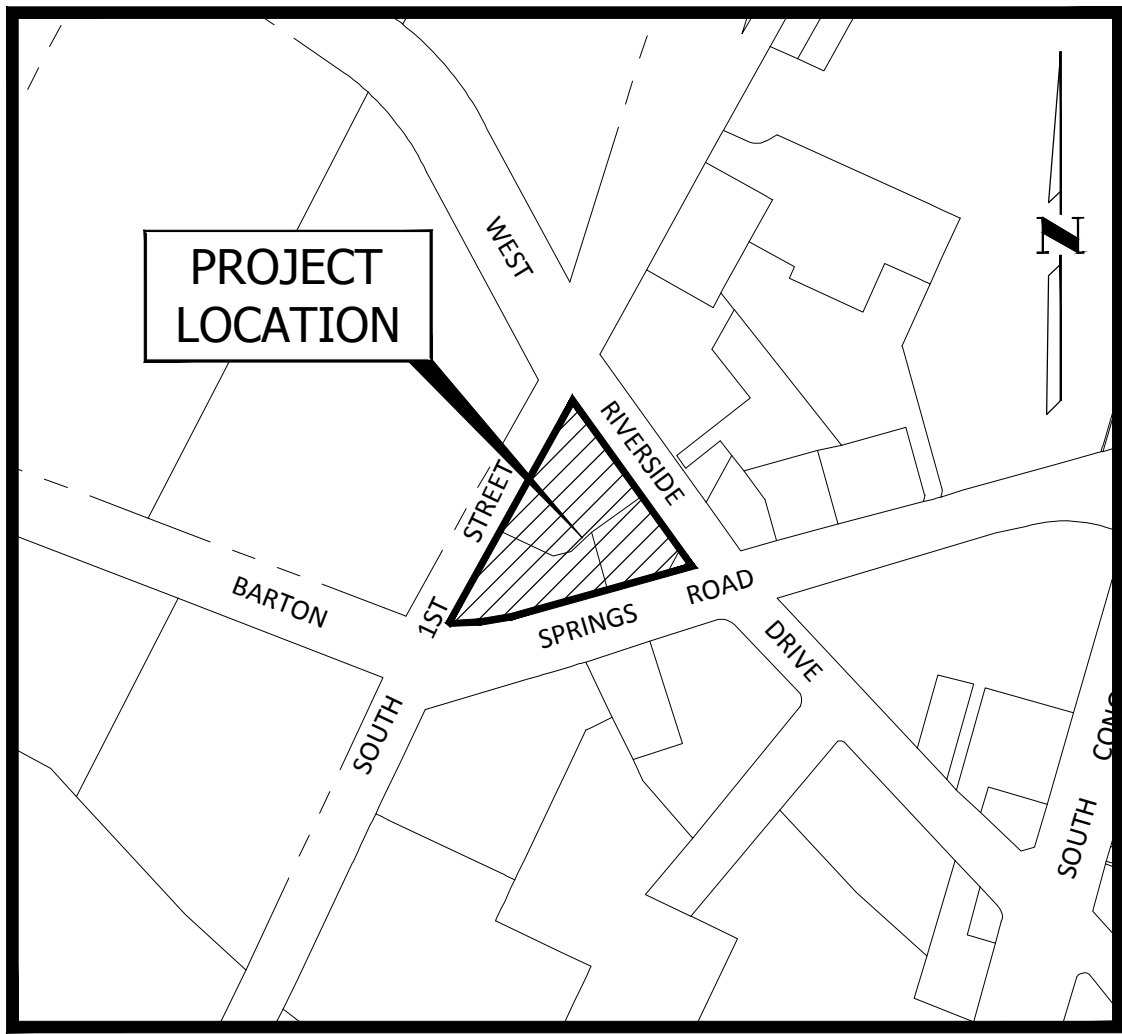 WEST
N
PROJECT
LOCATION
RIVERSIDE
STREET
BARTON
1ST
SPRINGS
ROAD
DRIVE
SOUTH
SOUTH